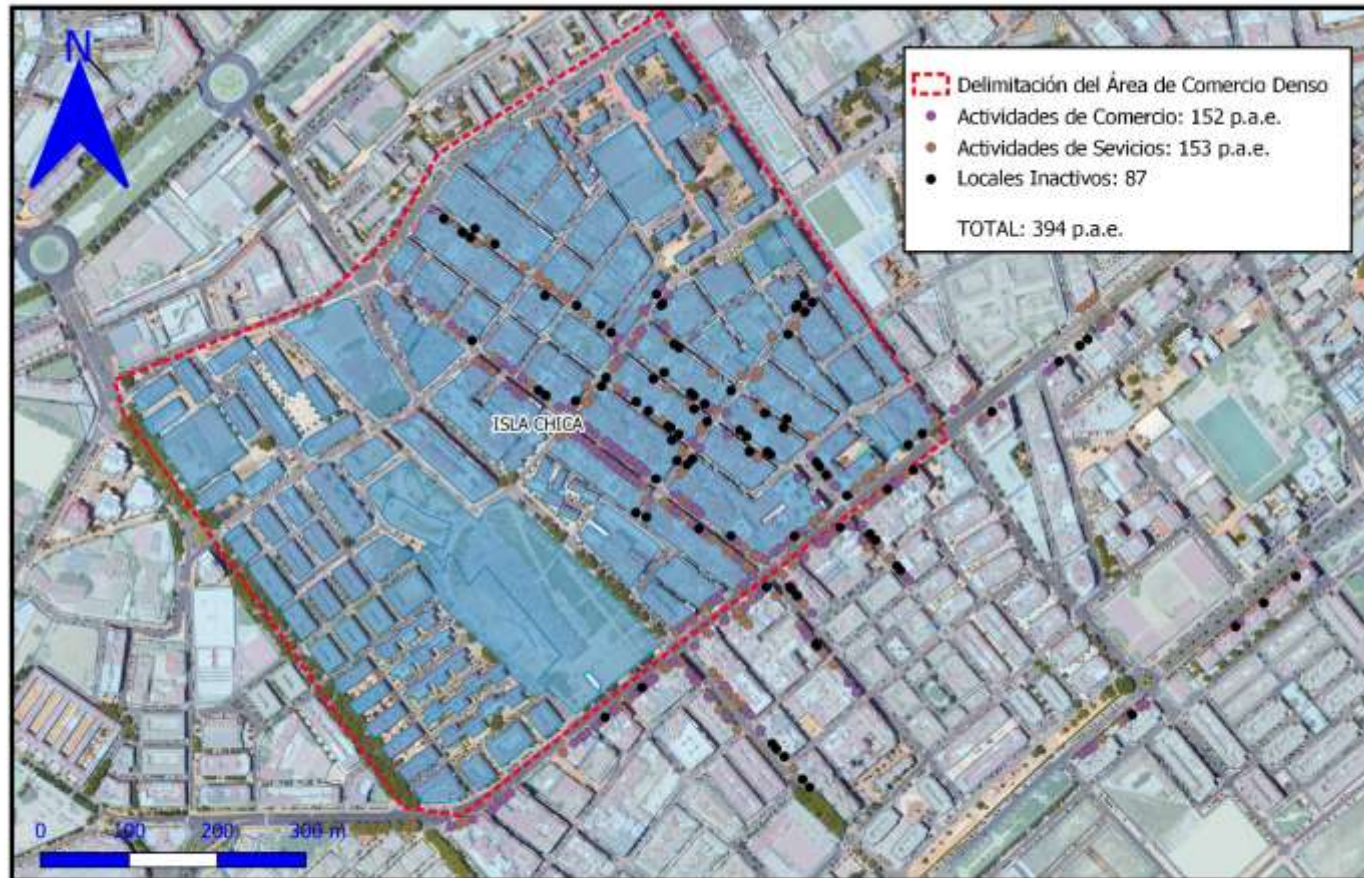 N
Delimitación del Área de Comercio Denso
Actividades de Comercio: 152 p.a.e.
Actividades de Sevicios: 153 p.a.e.
Locales Inactivos: 87
TOTAL: 394 p.a.e.
ISLA CHICA
0 100 200 300 m